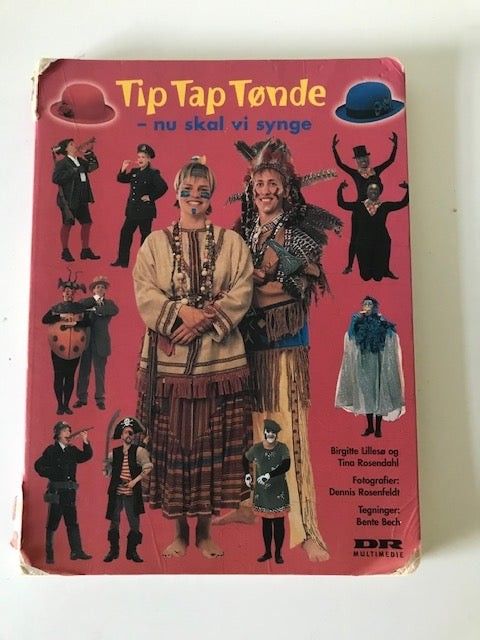 Tip Tap Tønde
- nu skal vi synge
Birgitte Lillesø og
Tina Rosendahl
Fotografier:
Dennis Rosenfeldt
Tegninger:
Bente Bech
DR
MULTIMEDIE